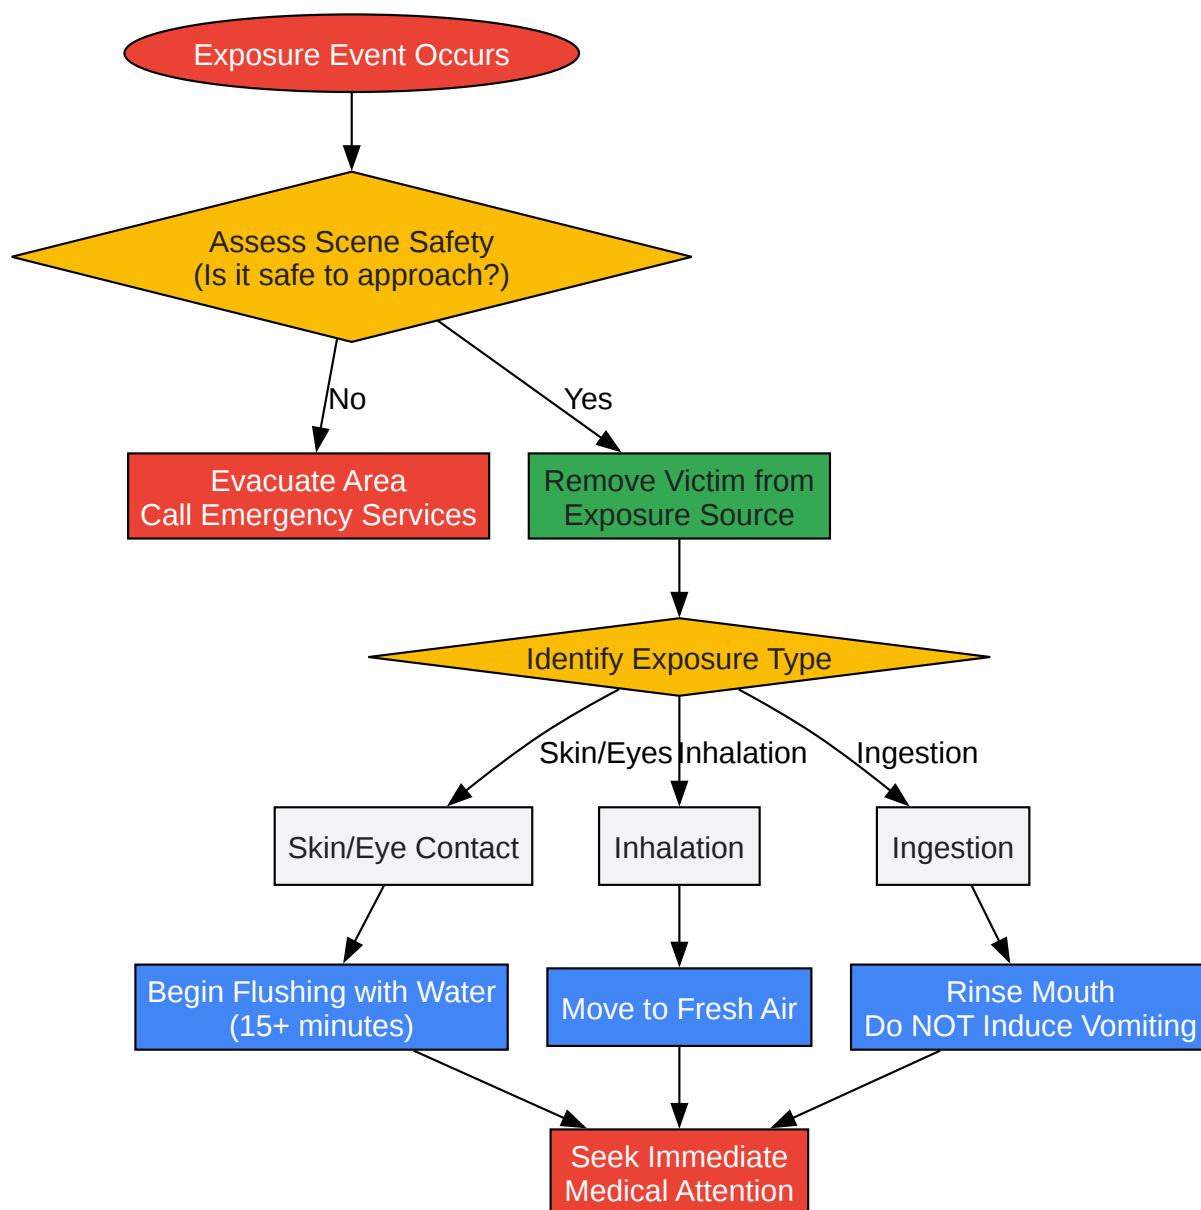 Exposure Event Occurs
Assess Scene Safety
(Is it safe to approach?)
No
Yes
Evacuate Area
Call Emergency Services
Remove Victim from
Exposure Source
Identify Exposure Type
Skin/Eyes
Inhalation
Ingestion
Skin/Eye Contact
Inhalation
Ingestion
Begin Flushing with Water
(15+ minutes)
Move to Fresh Air
Rinse Mouth
Do NOT Induce Vomiting
Seek Immediate
Medical Attention